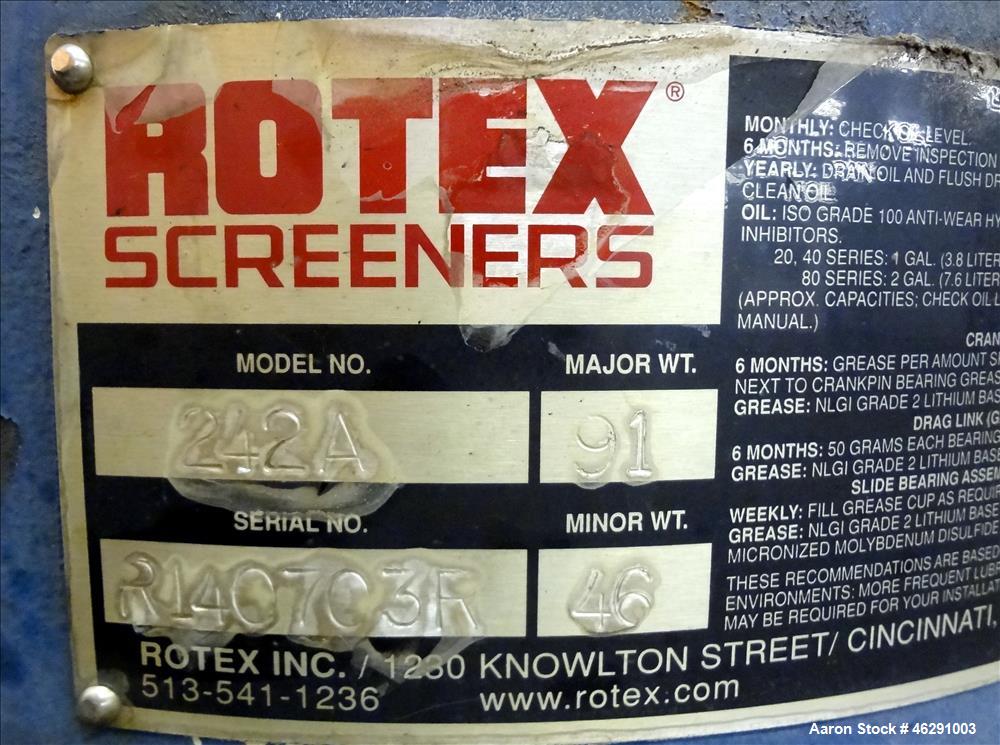 ROTEX®
SCREENERS
MODEL NO.
242A
MAJOR WT.
91
SERIAL NO.
MINOR WT.
46
MONTHLY: CHECK OIL LEVEL.
6 MONTHS: REMOVE INSPECTION
YEARLY: DRAIN OIL AND FLUSH
CLEAN OIL
OIL: ISO GRADE 100 ANTI-WEAR
INHIBITORS.
20, 40 SERIES: 1 GAL. (3.8
80 SERIES: 2 GAL. (7.6
(APPROX. CAPACITIES; CHECK
MANUAL.)
6 MONTHS: GREASE PER AMOUNT
NEXT TO CRANKPIN BEARING
GREASE: NLGI GRADE 2 LITHIUM
DRAG LINK
6 MONTHS: 50 GRAMS EACH
GREASE: NLGI GRADE 2 LITHIUM
SLIDE BEARING
WEEKLY: FILL GREASE CUP AS
GREASE: NLGI GRADE 2 LITHIUM BASE
MICRONIZED MOLYBDENUM DISULFIDE
THESE RECOMMENDATIONS ARE BASED
ENVIRONMENTS: MORE FREQUENT
MAY BE REQUIRED FOR YOUR
ROTEX INC. / 1230 KNOWLTON STREET/ CINCINNATI,
513-541-1236 www.rotex.com
Aaron Stock # 46291003